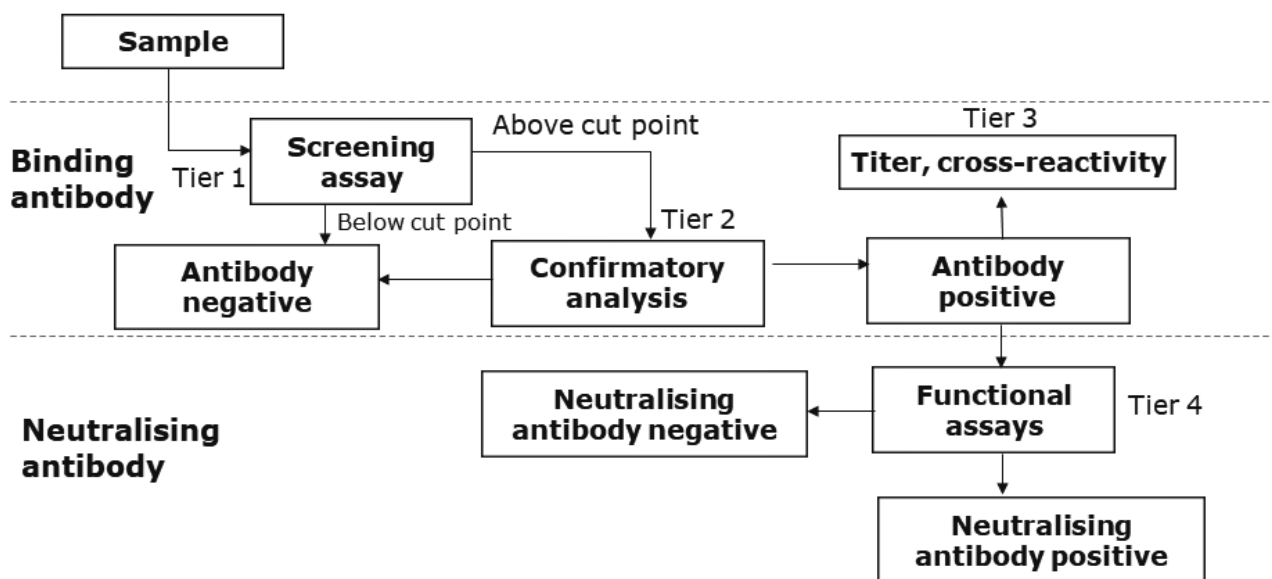 Sample
Binding
antibody
Tier 1
Screening
assay
Above cut point
Tier 3
Titer, cross-reactivity
Below cut point
Tier 2
Antibody
negative
Confirmatory
analysis
Antibody
positive
Neutralising
antibody
Neutralising
antibody negative
Functional
assays
Tier 4
Neutralising
antibody positive